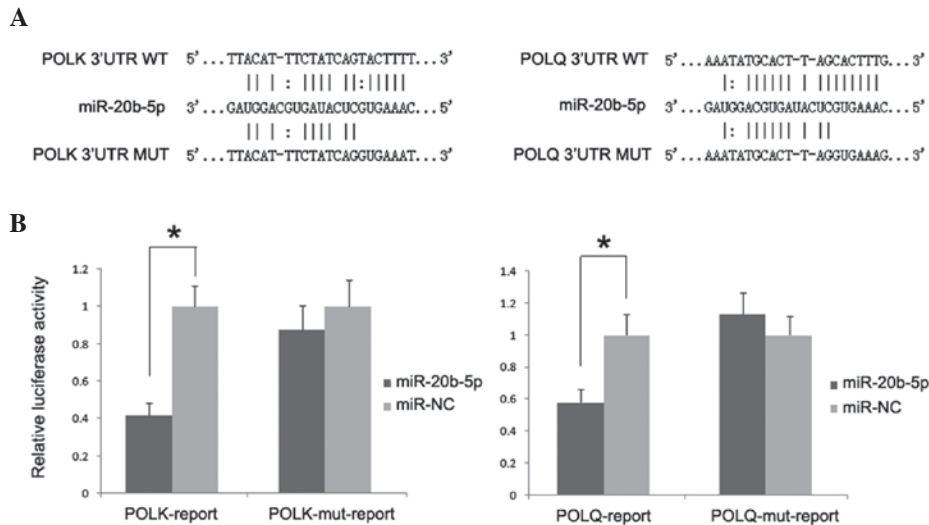 A
POLK 3'UTR WT 5'...TTACAT-TTCTATCAGTACTTTT...3'
miR-20b-5p 3'...GAUGGACGUGAUACUCGUGAAAC...5'
POLK 3'UTR MUT 5'...TTACAT-TTCTATCAGGUGAAAT...3'
POLQ 3'UTR WT 5'...AAATATGCACT-T-AGCACTTTG...3'
miR-20b-5p 3'...GAUGGACGUGAUACUCGUGAAAC...5'
POLQ 3'UTR MUT 5'...AAATATGCACT-T-AGGUGAAAG...3'
B
Relative luciferase activity
*
1.2
1
0.8
0.6
0.4
0.2
0
POLK-report POLK-mut-report
miR-20b-5p
miR-NC
*
1.4
1.2
1
0.8
0.6
0.4
0.2
0
POLQ-report POLQ-mut-report
miR-20b-5p
miR-NC